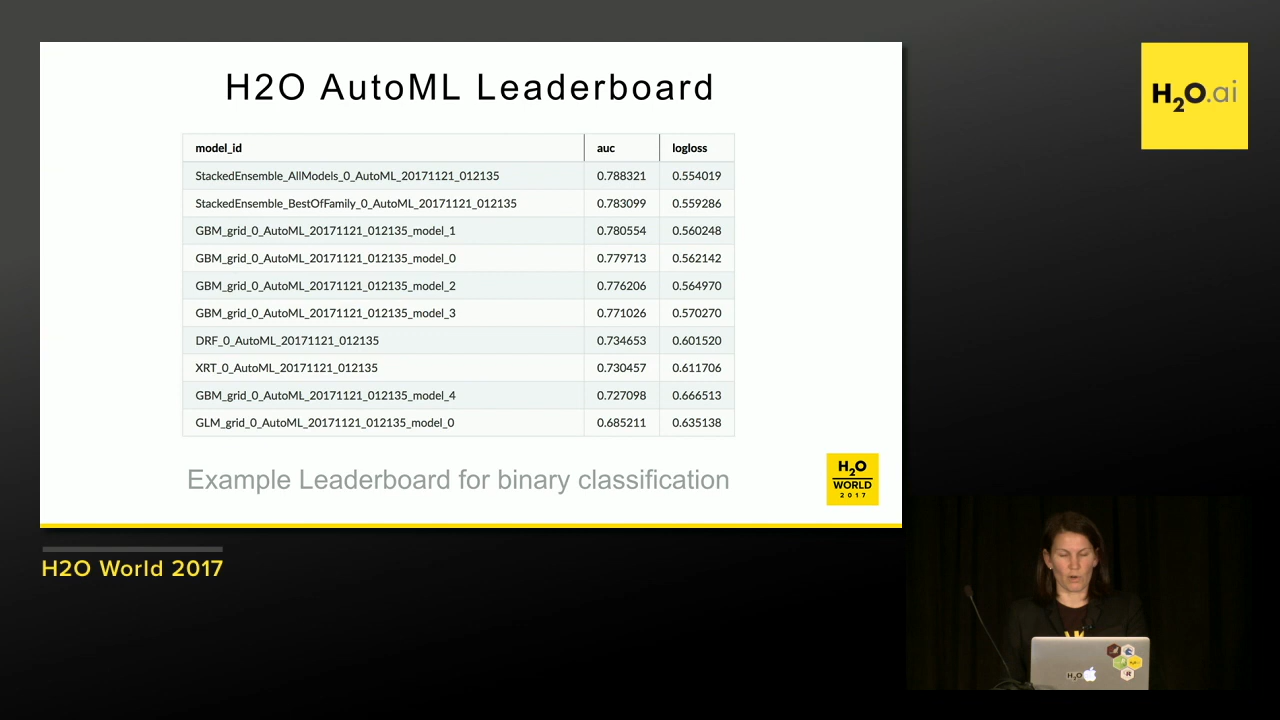 H2O AutoML Leaderboard
model_id auc logloss
StackedEnsemble_AllModels_0_AutoML_20171121_012135 0.788321 0.554019
StackedEnsemble_BestOfFamily_0_AutoML_20171121_012135 0.783099 0.559286
GBM_grid_0_AutoML_20171121_012135_model_1 0.780554 0.560248
GBM_grid_0_AutoML_20171121_012135_model_0 0.779713 0.562142
GBM_grid_0_AutoML_20171121_012135_model_2 0.776206 0.564970
GBM_grid_0_AutoML_20171121_012135_model_3 0.771026 0.570270
DRF_0_AutoML_20171121_012135 0.734653 0.601520
XRT_0_AutoML_20171121_012135 0.730457 0.611706
GBM_grid_0_AutoML_20171121_012135_model_4 0.727098 0.666513
GLM_grid_0_AutoML_20171121_012135_model_0 0.685211 0.635138
Example Leaderboard for binary classification
H2O
WORLD
2017
H2O.ai
H2O World 2017
H2O
R